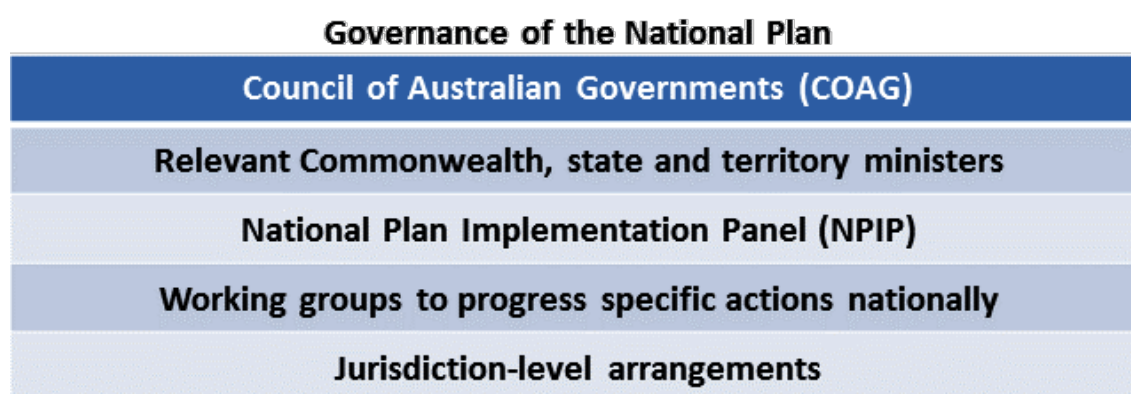 Governance of the National Plan
Council of Australian Governments (COAG)
Relevant Commonwealth, state and territory ministers
National Plan Implementation Panel (NPIP)
Working groups to progress specific actions nationally
Jurisdiction-level arrangements